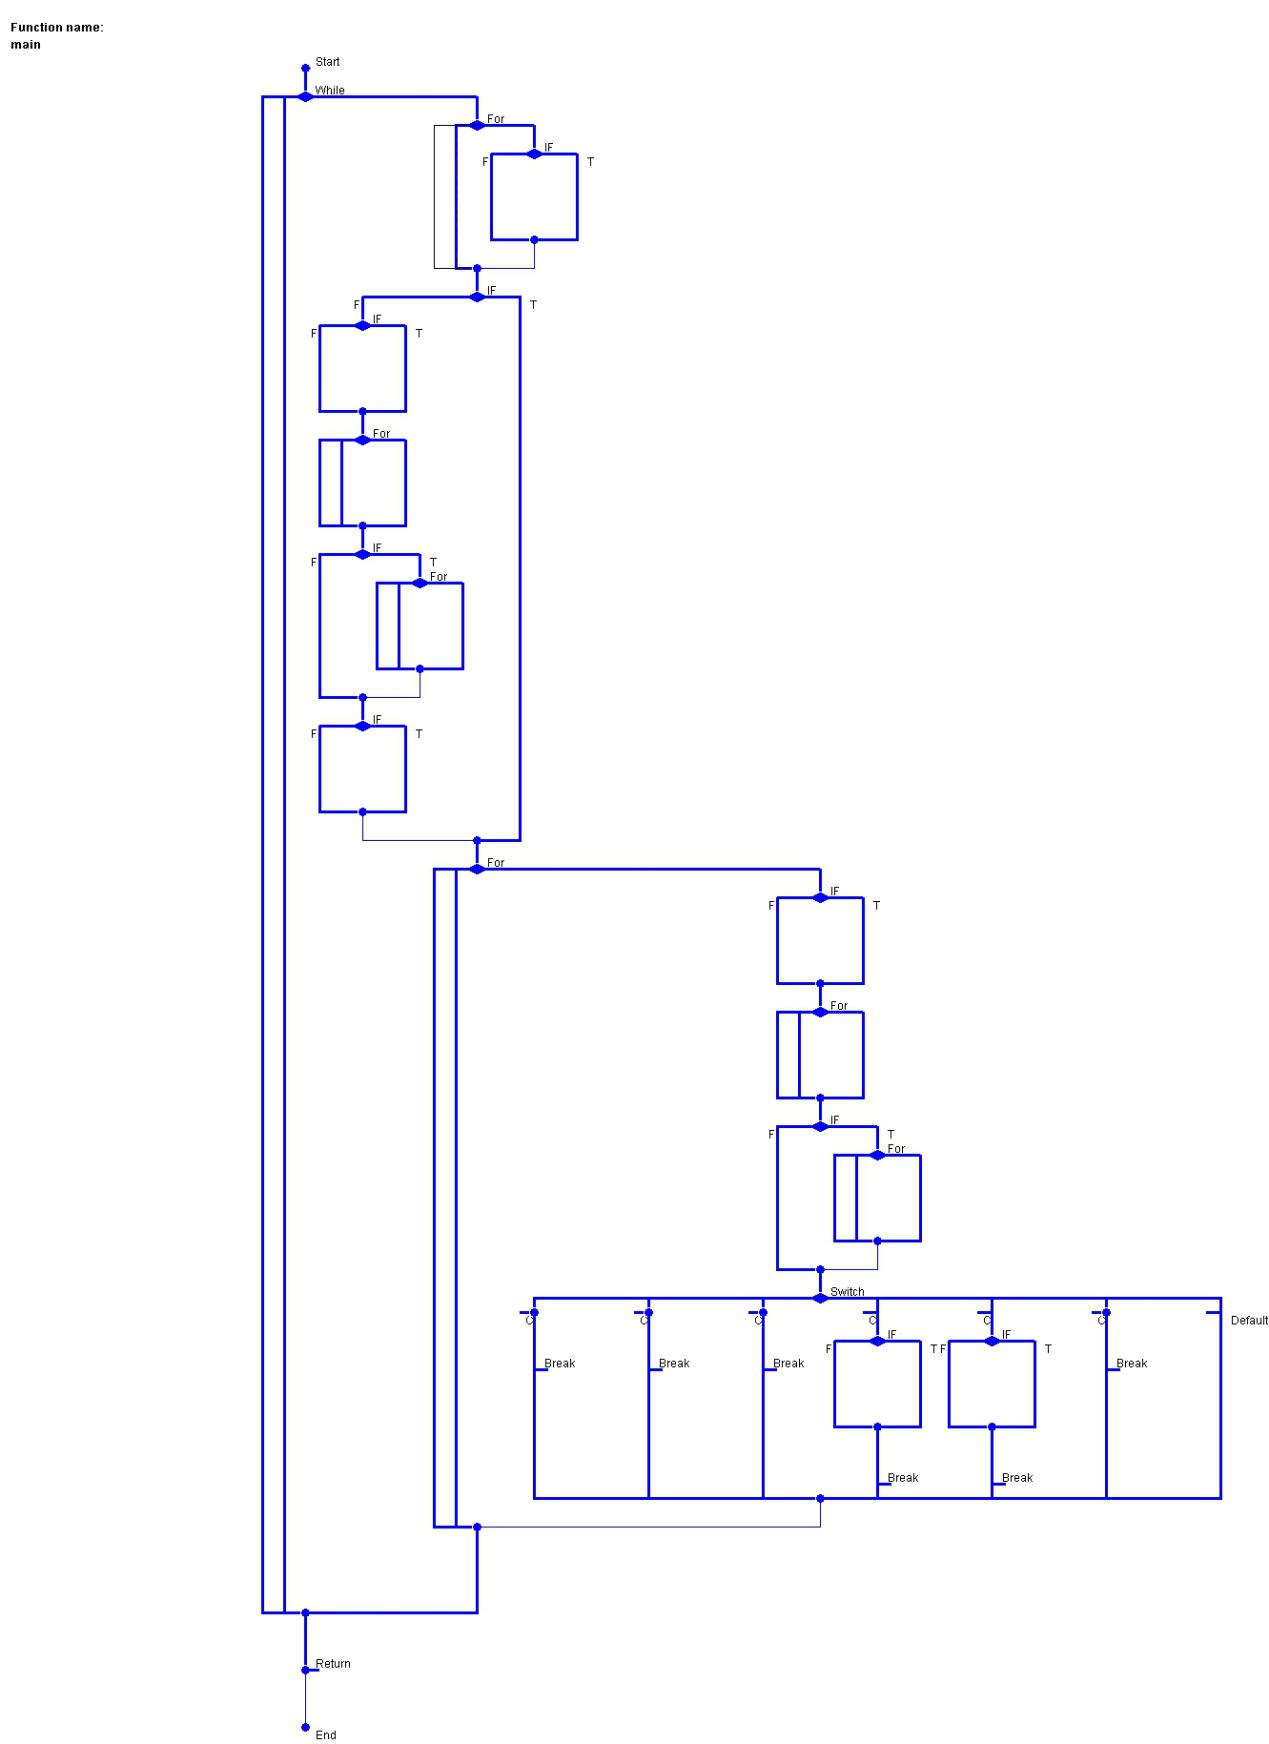 Function name:
main
Start
While
For
IF
F T
IF
F T
IF
F T
For
IF
F T
For
IF
F T
For
IF
F T
For
IF
F T
For
Switch
C C C C C C Default
IF IF
F T F T
Break Break Break Break
Break Break
Return
End